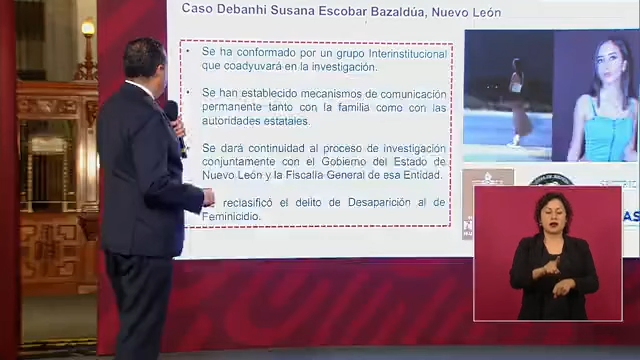 Caso Debanhi Susana Escobar Bazaldúa, Nuevo León
• Se ha conformado por un grupo Interinstitucional
que coadyuvará en la investigación.
• Se han establecido mecanismos de comunicación
permanente tanto con la familia como con las
autoridades estatales.
Se dará continuidad al proceso de investigación
conjuntamente con el Gobierno del Estado de
Nuevo León y la Fiscalía General de esa Entidad.
reclasificó el delito de Desaparición al de
Feminicidio.